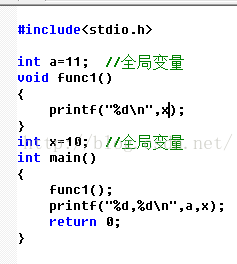 #include<stdio.h>
int a=11;  //全局变量
void func1()
{
    printf("%d\n",x);
}
int x=10;  //全局变量
int main()
{
    func1();
    printf("%d,%d\n",a,x);
    return 0;
}